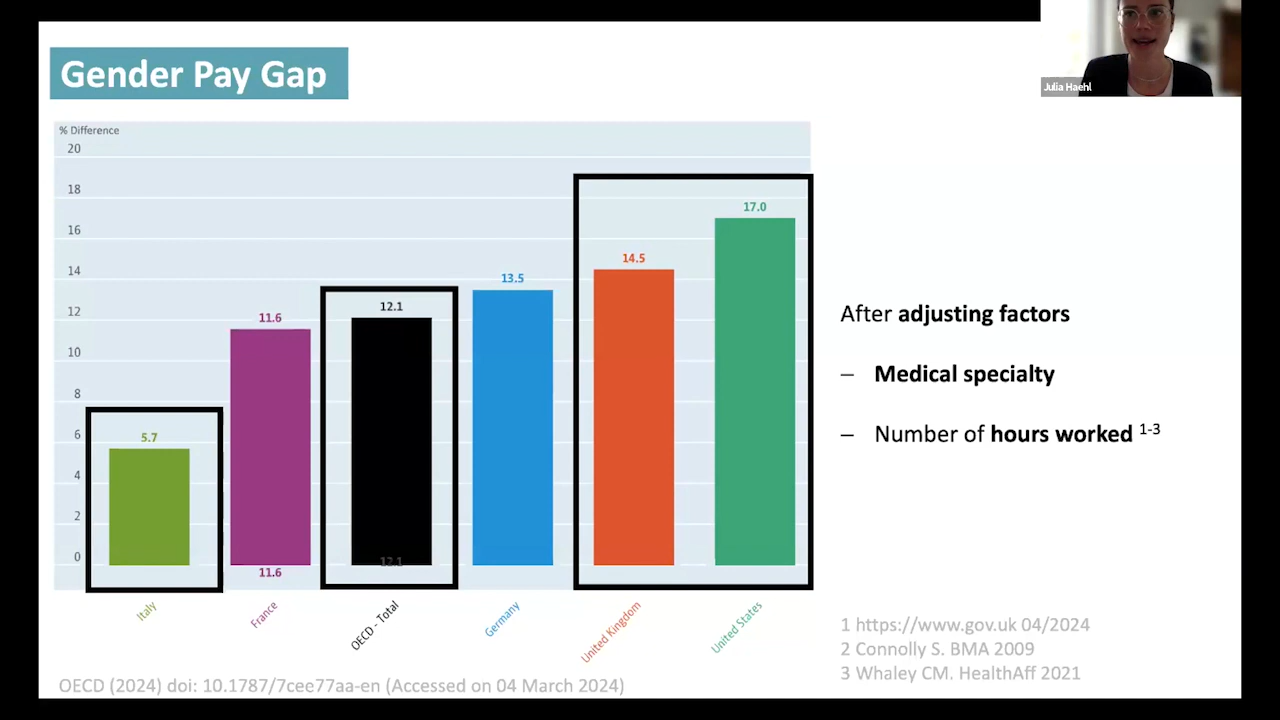 Gender Pay Gap
Julia Haehl
% Difference
20
18
16
14
12
10
8
6
4
2
0
5.7
11.6
11.6
12.1
12.1
13.5
14.5
17.0
Italy
France
OECD - Total
Germany
United Kingdom
United States
After adjusting factors
– Medical specialty
– Number of hours worked 1-3
1 https://www.gov.uk 04/2024
2 Connolly S. BMA 2009
3 Whaley CM. HealthAff 2021
OECD (2024) doi: 10.1787/7cee77aa-en (Accessed on 04 March 2024)